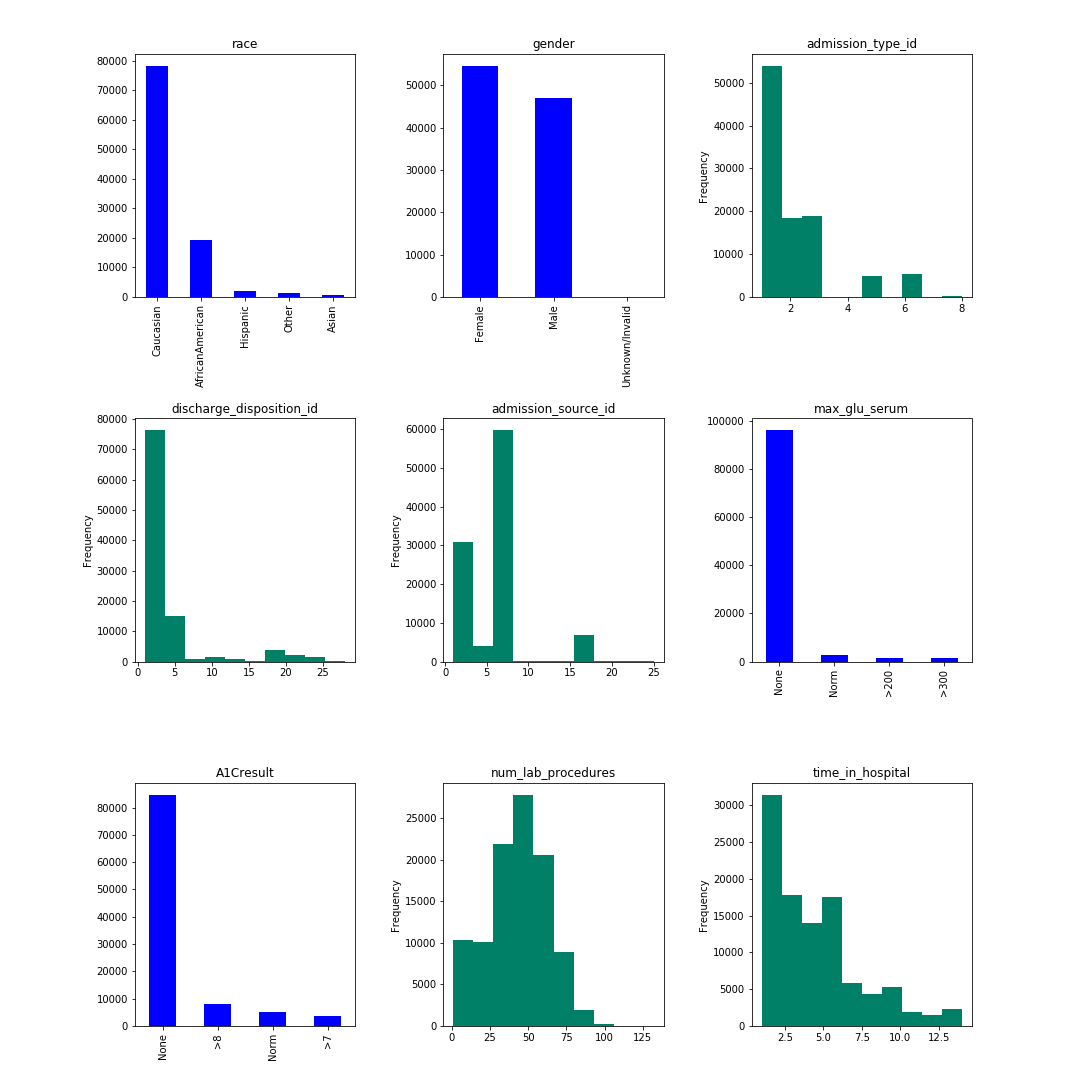 race
80000
70000
60000
50000
40000
30000
20000
10000
0
Caucasian
AfricanAmerican
Hispanic
Other
Asian
gender
50000
40000
30000
20000
10000
0
Female
Male
Unknown/Invalid
admission_type_id
Frequency
50000
40000
30000
20000
10000
0
2 4 6 8
discharge_disposition_id
Frequency
80000
70000
60000
50000
40000
30000
20000
10000
0
0 5 10 15 20 25
admission_source_id
Frequency
60000
50000
40000
30000
20000
10000
0
0 5 10 15 20 25
max_glu_serum
100000
80000
60000
40000
20000
0
None
Norm
>200
>300
A1Cresult
80000
70000
60000
50000
40000
30000
20000
10000
0
None
>8
Norm
>7
num_lab_procedures
Frequency
25000
20000
15000
10000
5000
0
0 25 50 75 100 125
time_in_hospital
Frequency
30000
25000
20000
15000
10000
5000
0
2.5 5.0 7.5 10.0 12.5